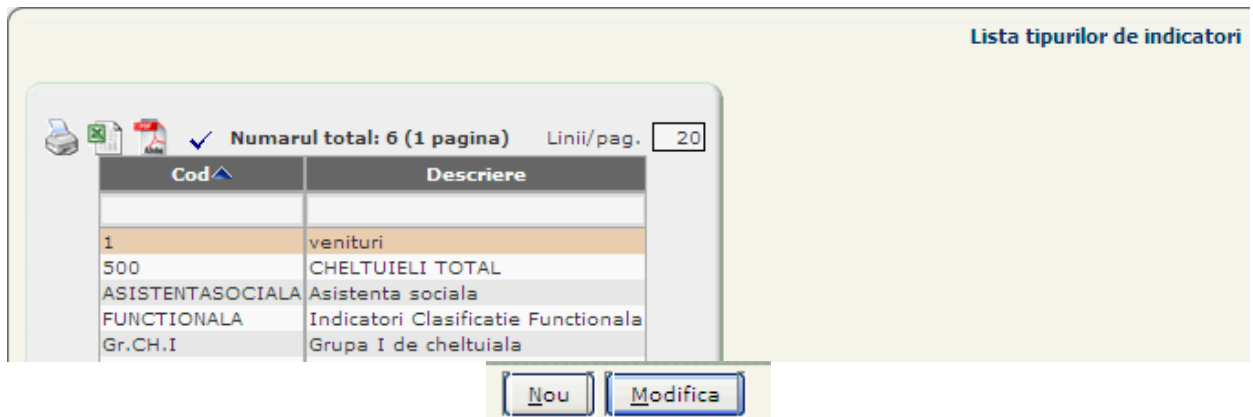 Lista tipurilor de indicatori
Numarul total: 6 (1 pagina) Linii/pag. 20
Cod Descriere
1 venituri
500 CHELTUIELI TOTAL
ASISTENTASOCIALA Asistenta sociala
FUNCTIONALA Indicatori Clasificatie Functionala
Gr.CH.I Grupa I de cheltuiala
Nou Modifica